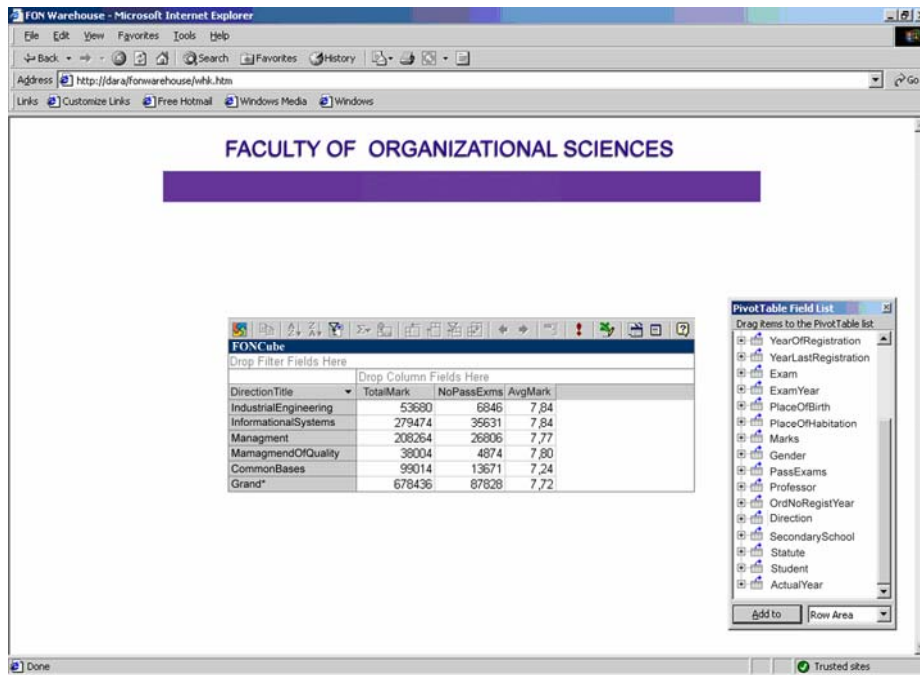 FON Warehouse - Microsoft Internet Explorer
File Edit View Favorites Tools Help
Back Search Favorites History
Address http://dara/fonwarehouse/whk.htm Go
Links Customize Links Free Hotmail Windows Media Windows
FACULTY OF ORGANIZATIONAL SCIENCES
FONCube
Drop Filter Fields Here
Drop Column Fields Here
DirectionTitle TotalMark NoPassExms AvgMark
IndustrialEngineering 53680 6846 7,84
InformationalSystems 279474 35631 7,84
Managment 208264 26806 7,77
MamagmendOfQuality 38004 4874 7,80
CommonBases 99014 13671 7,24
Grand* 678436 87828 7,72
PivotTable Field List
Drag items to the PivotTable list
YearOfRegistration
YearLastRegistration
Exam
ExamYear
PlaceOfBirth
PlaceOfHabitation
Marks
Gender
PassExams
Professor
OrdNoRegistYear
Direction
SecondarySchool
Statute
Student
ActualYear
Add to Row Area
Done Trusted sites